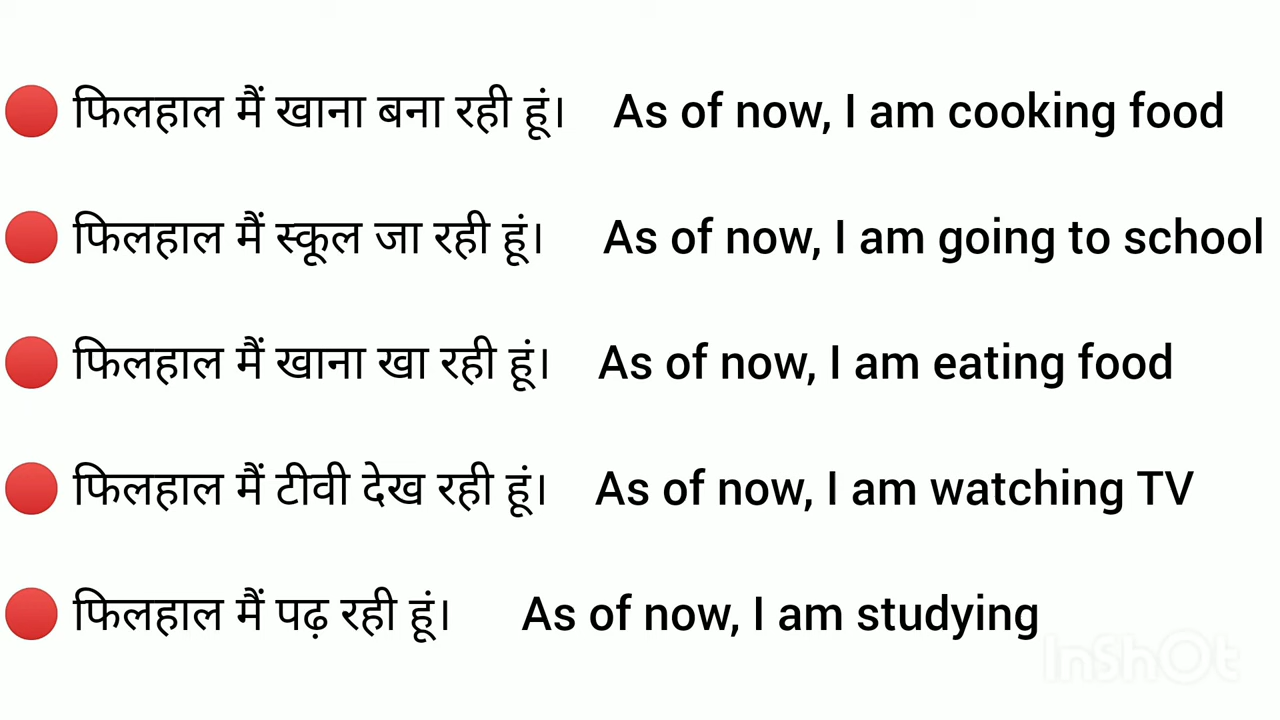 फिलहाल मैं खाना बना रही हूं। As of now, I am cooking food
फिलहाल मैं स्कूल जा रही हूं। As of now, I am going to school
फिलहाल मैं खाना खा रही हूं। As of now, I am eating food
फिलहाल मैं टीवी देख रही हूं। As of now, I am watching TV
फिलहाल मैं पढ़ रही हूं। As of now, I am studying
InShOt